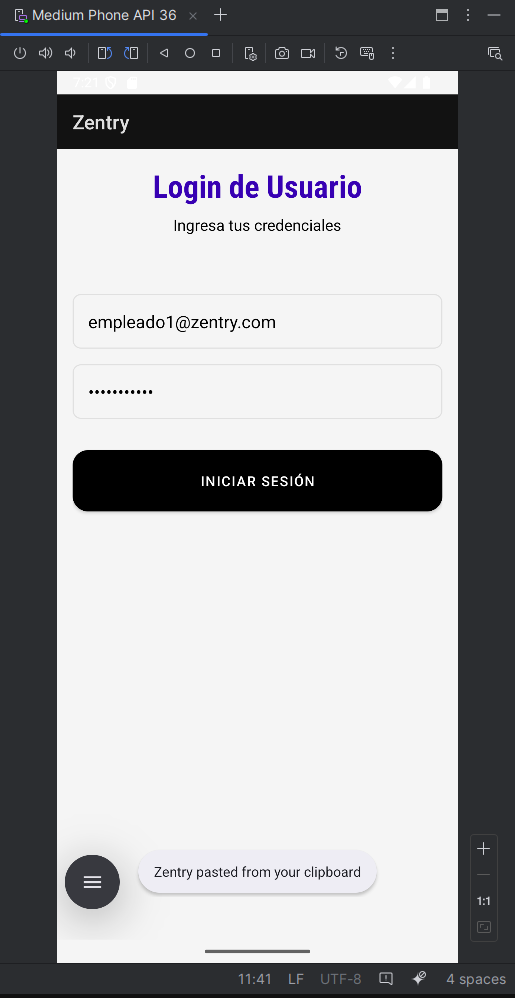 Medium Phone API 36
7:21
Zentry
Login de Usuario
Ingresa tus credenciales
empleado1@zentry.com
•••••••••••
INICIAR SESIÓN
Zentry pasted from your clipboard
1:1
11:41 LF UTF-8 4 spaces